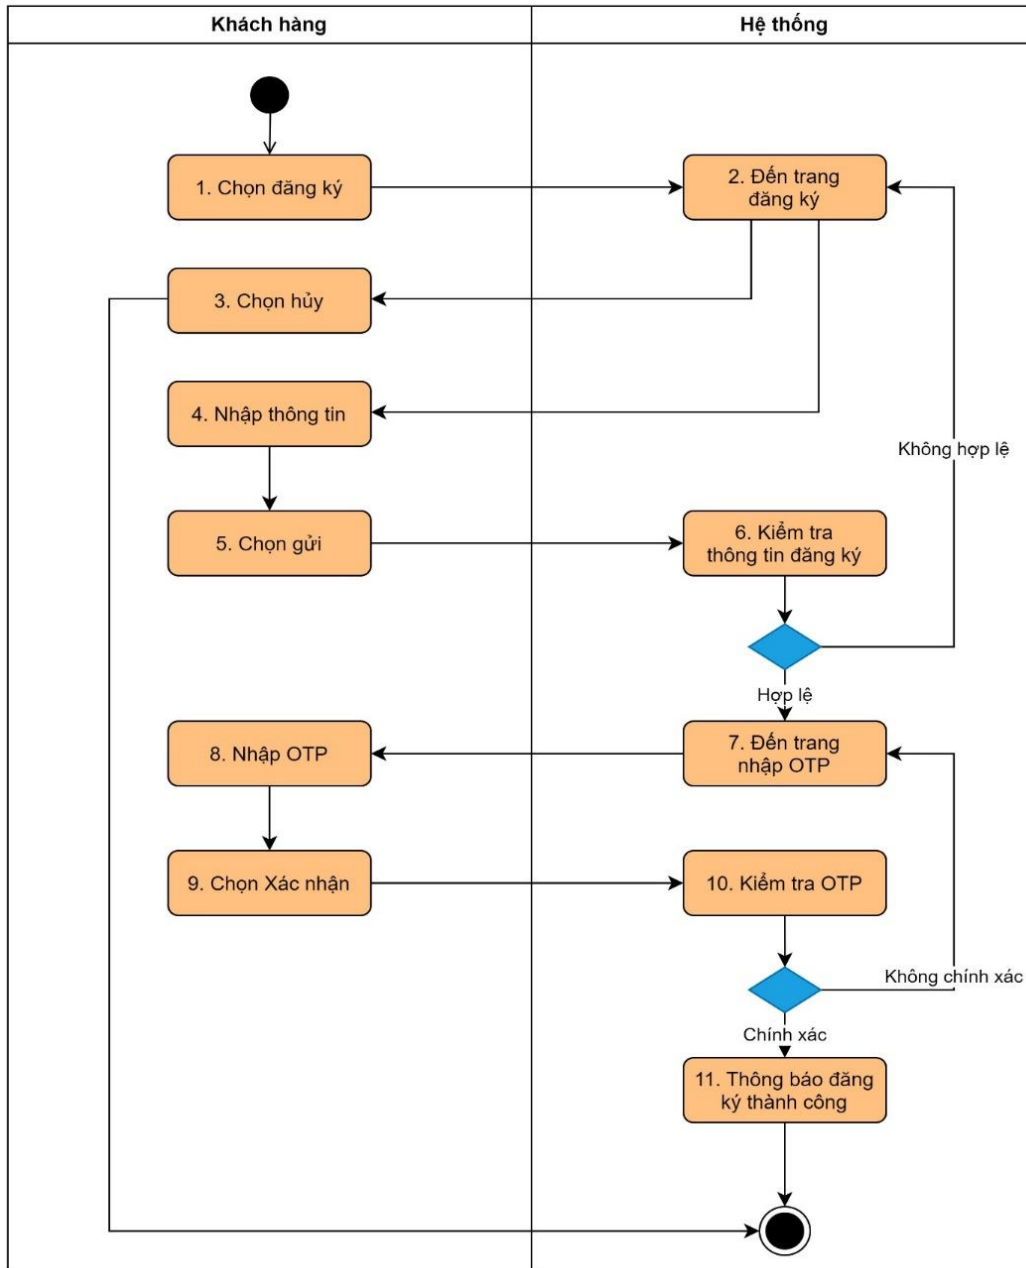 Khách hàng
Hệ thống
1. Chọn đăng ký
2. Đến trang
đăng ký
3. Chọn hủy
4. Nhập thông tin
Không hợp lệ
5. Chọn gửi
6. Kiểm tra
thông tin đăng ký
Hợp lệ
8. Nhập OTP
7. Đến trang
nhập OTP
9. Chọn Xác nhận
10. Kiểm tra OTP
Không chính xác
Chính xác
11. Thông báo đăng
ký thành công